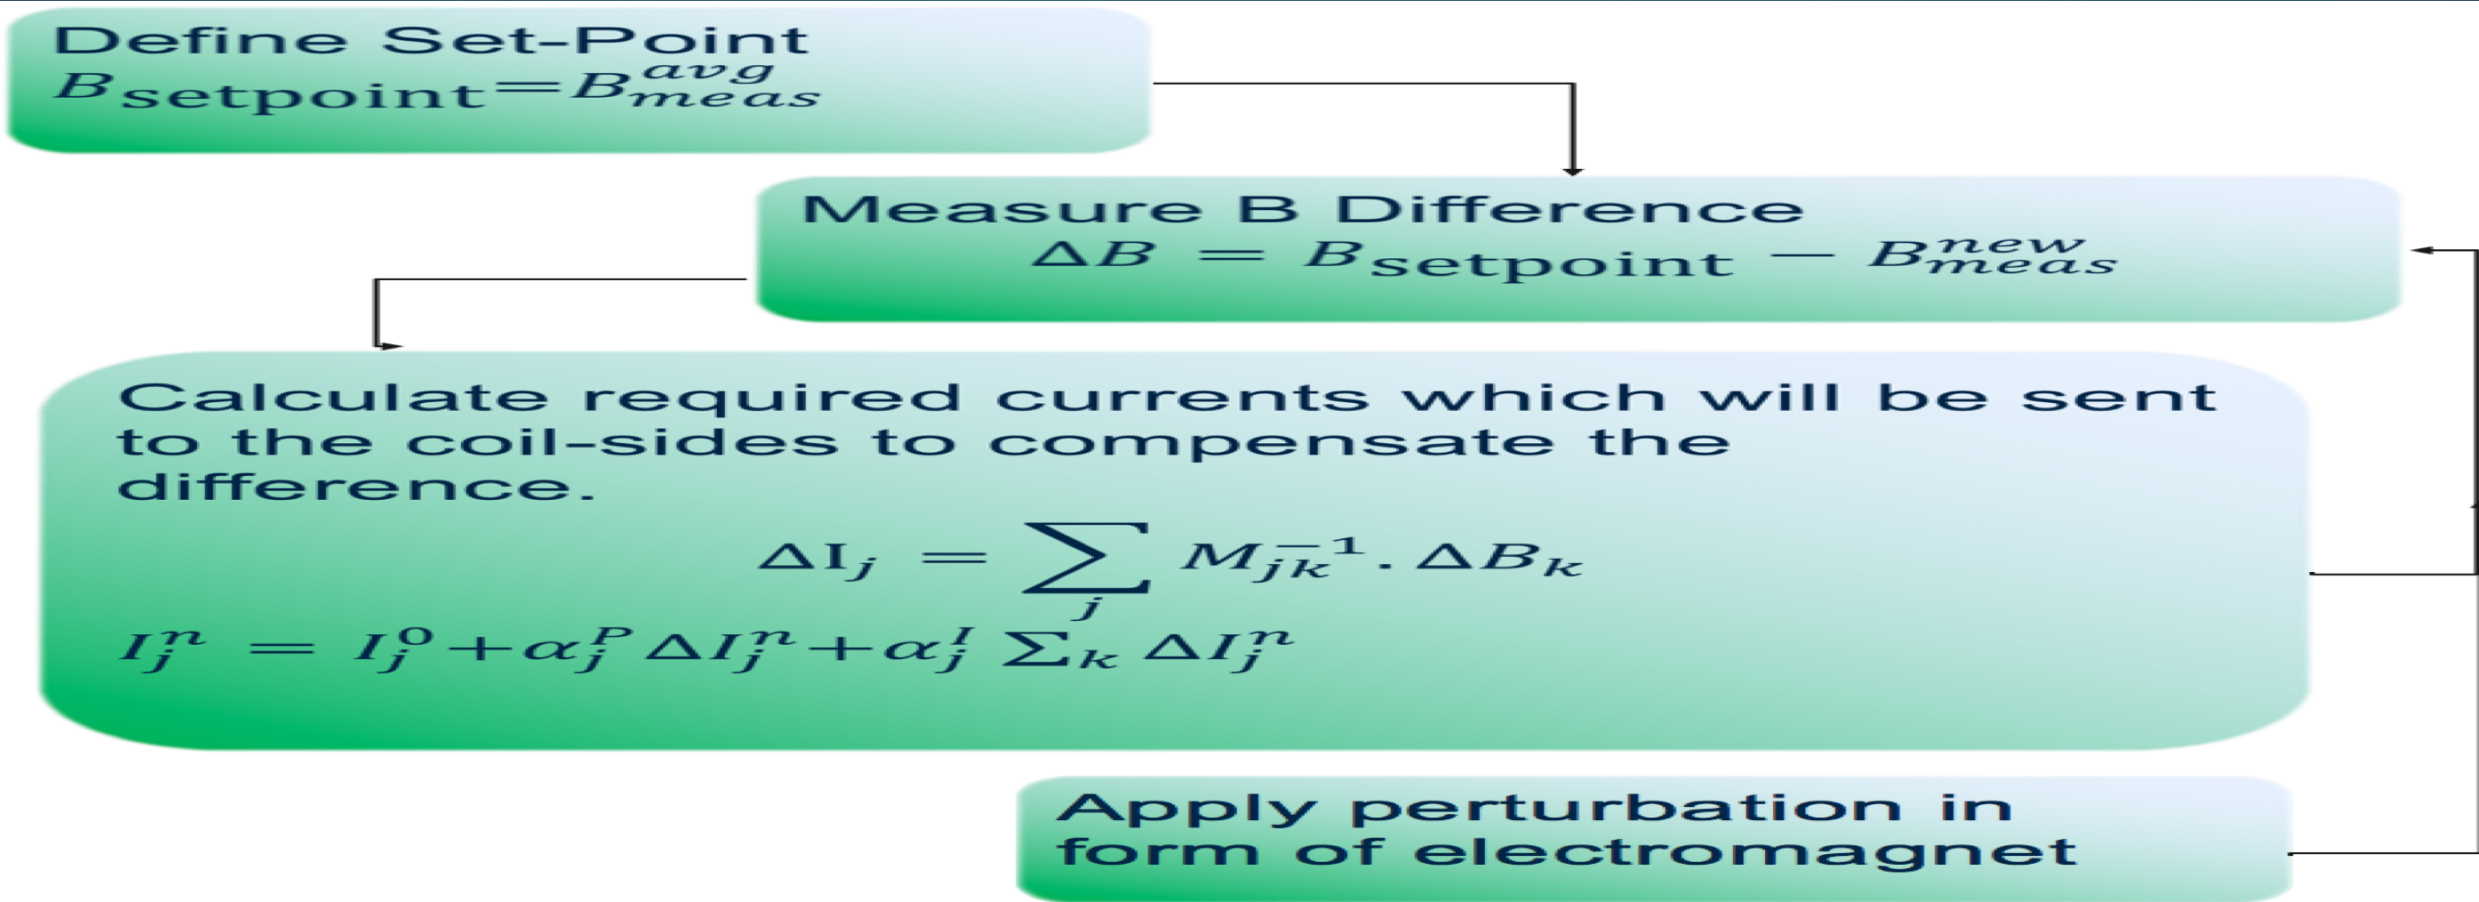 Define Set-Point
B_setpoint=B_meas^avg
Measure B Difference
ΔB = B_setpoint − B_meas^new
Calculate required currents which will be sent
to the coil-sides to compensate the
difference.
ΔI_j = ∑_j M_jk^−1. ΔB_k
I_j^n = I_j^0+α_j^P ΔI_j^n+α_j^I ∑_k ΔI_j^n
Apply perturbation in
form of electromagnet